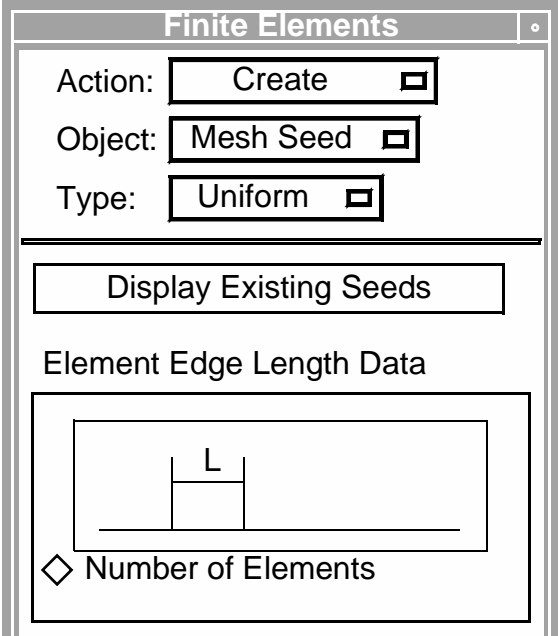 Finite Elements
Action: Create
Object: Mesh Seed
Type: Uniform
Display Existing Seeds
Element Edge Length Data
L
Number of Elements